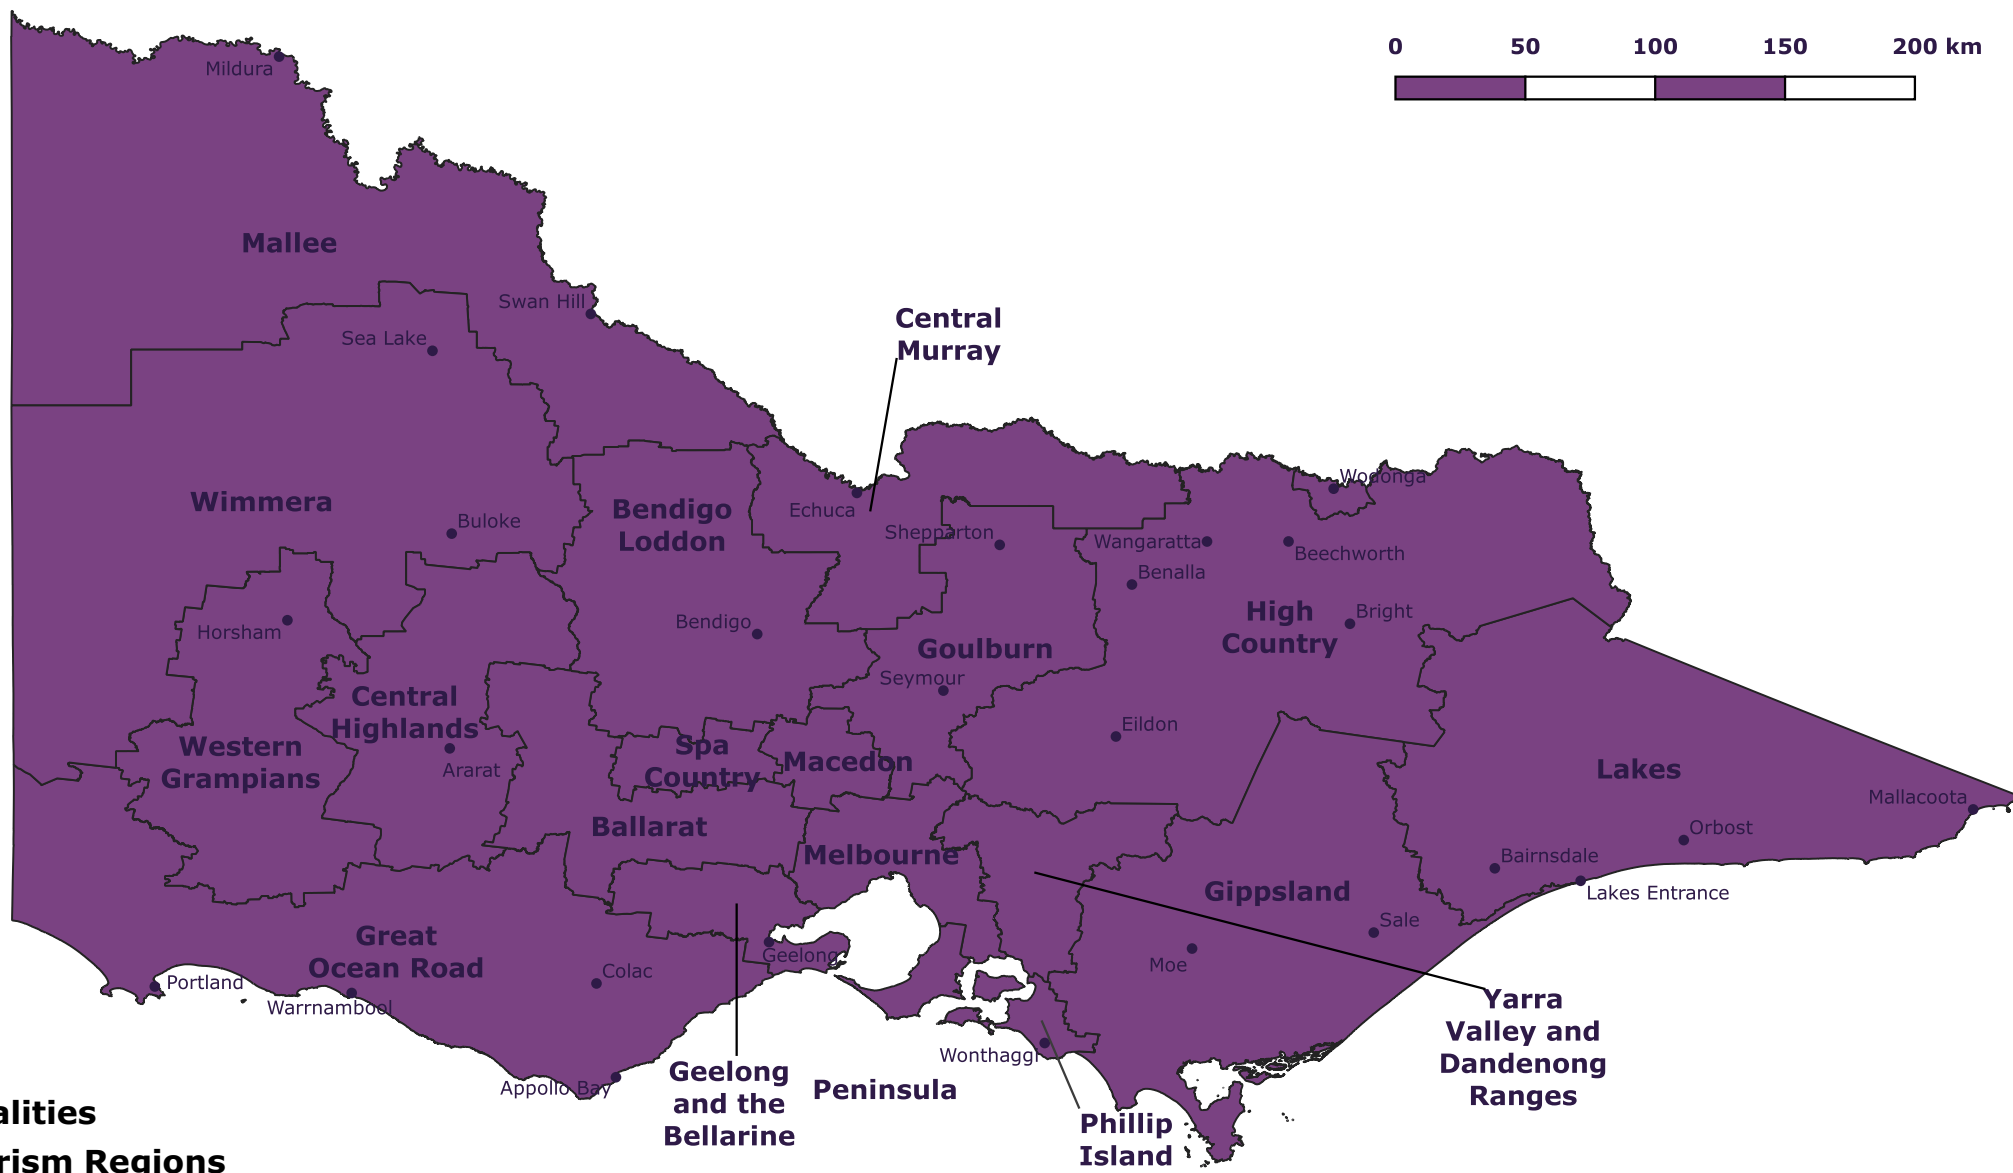 0 50 100 150 200 km
Mildura
Mallee
Swan Hill
Sea Lake
Central
Murray
Wimmera
Buloke
Bendigo
Loddon
Echuca
Shepparton
Wodonga
Wangaratta
Beechworth
Benalla
High
Country
Bright
Horsham
Bendigo
Goulburn
Seymour
Eildon
Central
Highlands
Ararat
Western
Grampians
Spa
Country
Macedon
Lakes
Mallacoota
Orbost
Bairnsdale
Lakes Entrance
Ballarat
Melbourne
Gippsland
Sale
Moe
Great
Ocean Road
Colac
Geelong
Portland
Warrnambool
Appollo Bay
Wonthaggi
Yarra
Valley and
Dandenong
Ranges
Geelong
and the
Bellarine
Peninsula
Phillip
Island
alities
rism Regions